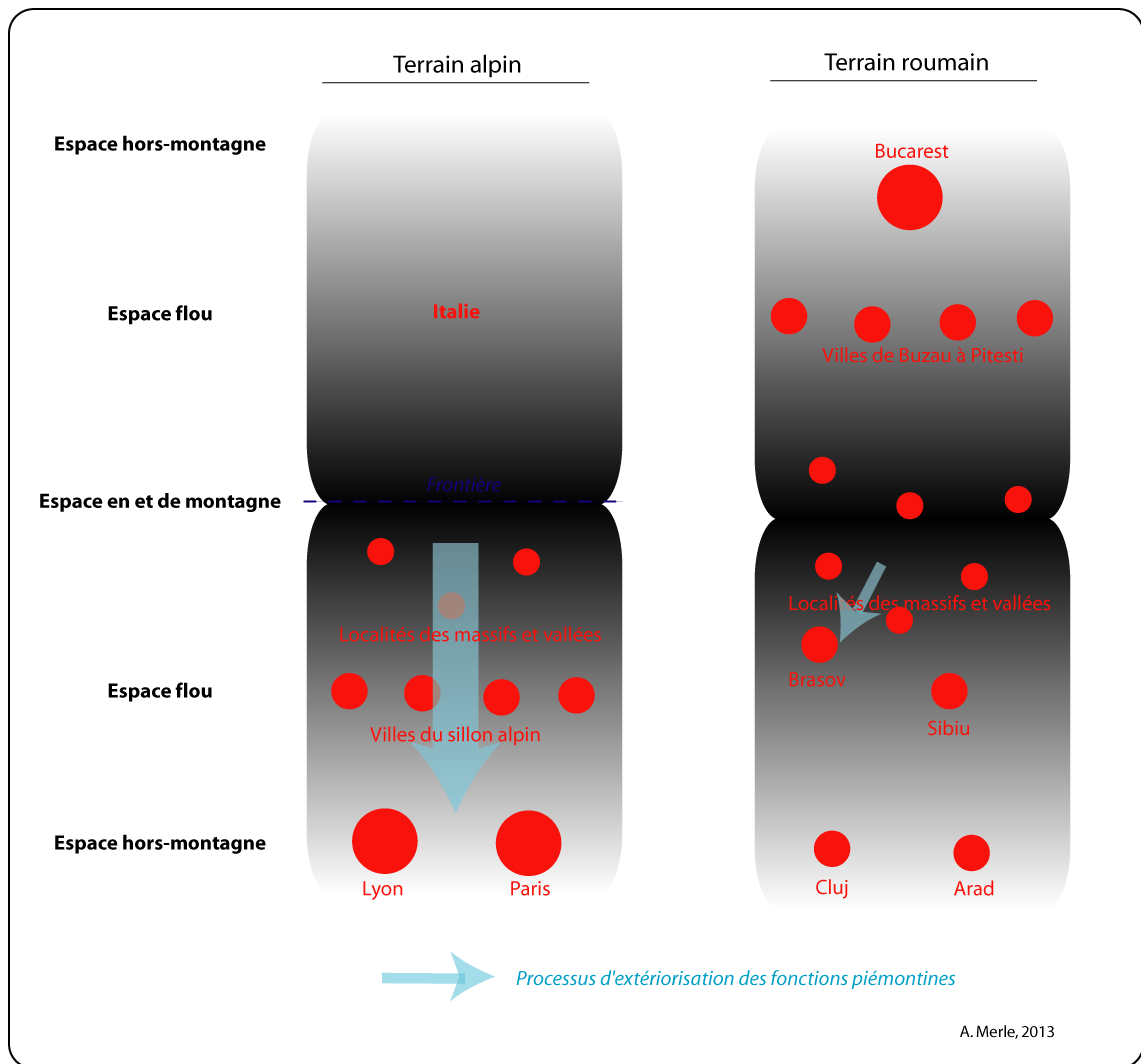 Terrain alpin
Terrain roumain
Espace hors-montagne
Bucarest
Espace flou
Italie
Villes de Buzau à Pitesti
Frontière
Espace en et de montagne
Localités des massifs et vallées
Localités des massifs et vallées
Espace flou
Brasov
Villes du sillon alpin
Sibiu
Espace hors-montagne
Lyon
Paris
Cluj
Arad
Processus d'extériorisation des fonctions piémontines
A. Merle, 2013